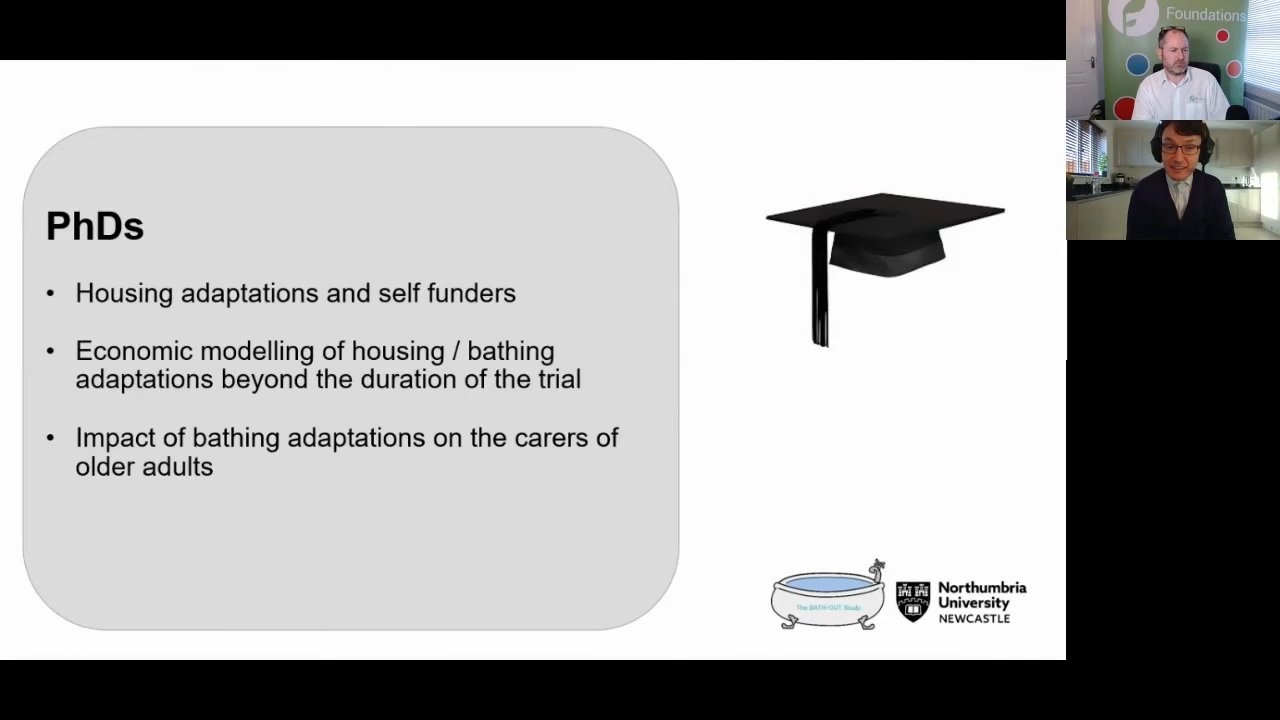 Foundations
PhDs
• Housing adaptations and self funders
• Economic modelling of housing / bathing
adaptations beyond the duration of the trial
• Impact of bathing adaptations on the carers of
older adults
The BATH-OUT Study
Northumbria
University
NEWCASTLE